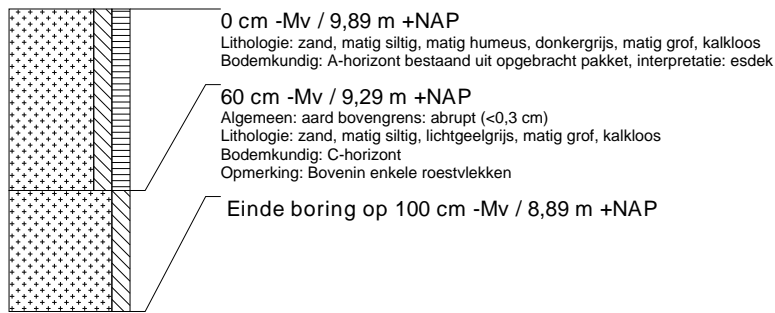 0 cm -Mv / 9,89 m +NAP
Lithologie: zand, matig siltig, matig humeus, donkergrijs, matig grof, kalkloos
Bodemkundig: A-horizont bestaand uit opgebracht pakket, interpretatie: esdek
60 cm -Mv / 9,29 m +NAP
Algemeen: aard bovengrens: abrupt (<0,3 cm)
Lithologie: zand, matig siltig, lichtgeelgrijs, matig grof, kalkloos
Bodemkundig: C-horizont
Opmerking: Bovenin enkele roestvlekken
Einde boring op 100 cm -Mv / 8,89 m +NAP